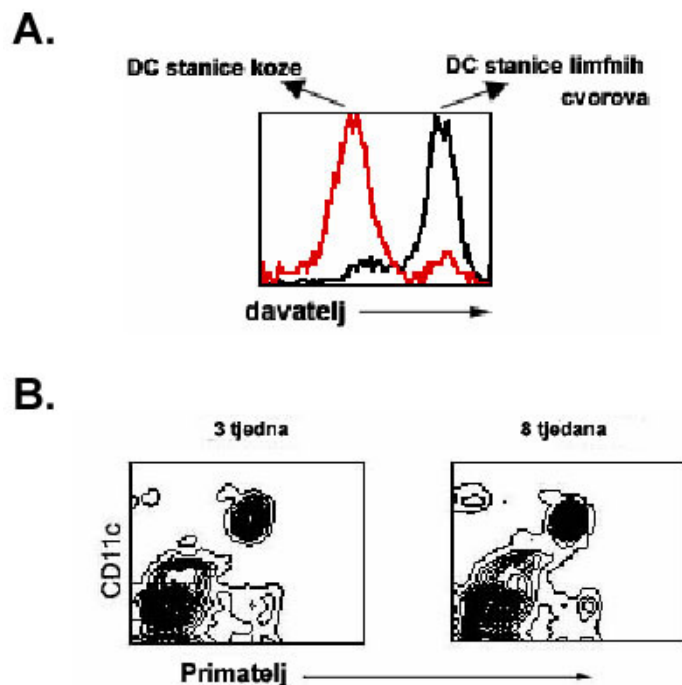 A.
DC stanice koze
DC stanice limfnih
cvorova
davatelj
B.
3 tjedna
8 tjedana
CD11c
Primatelj